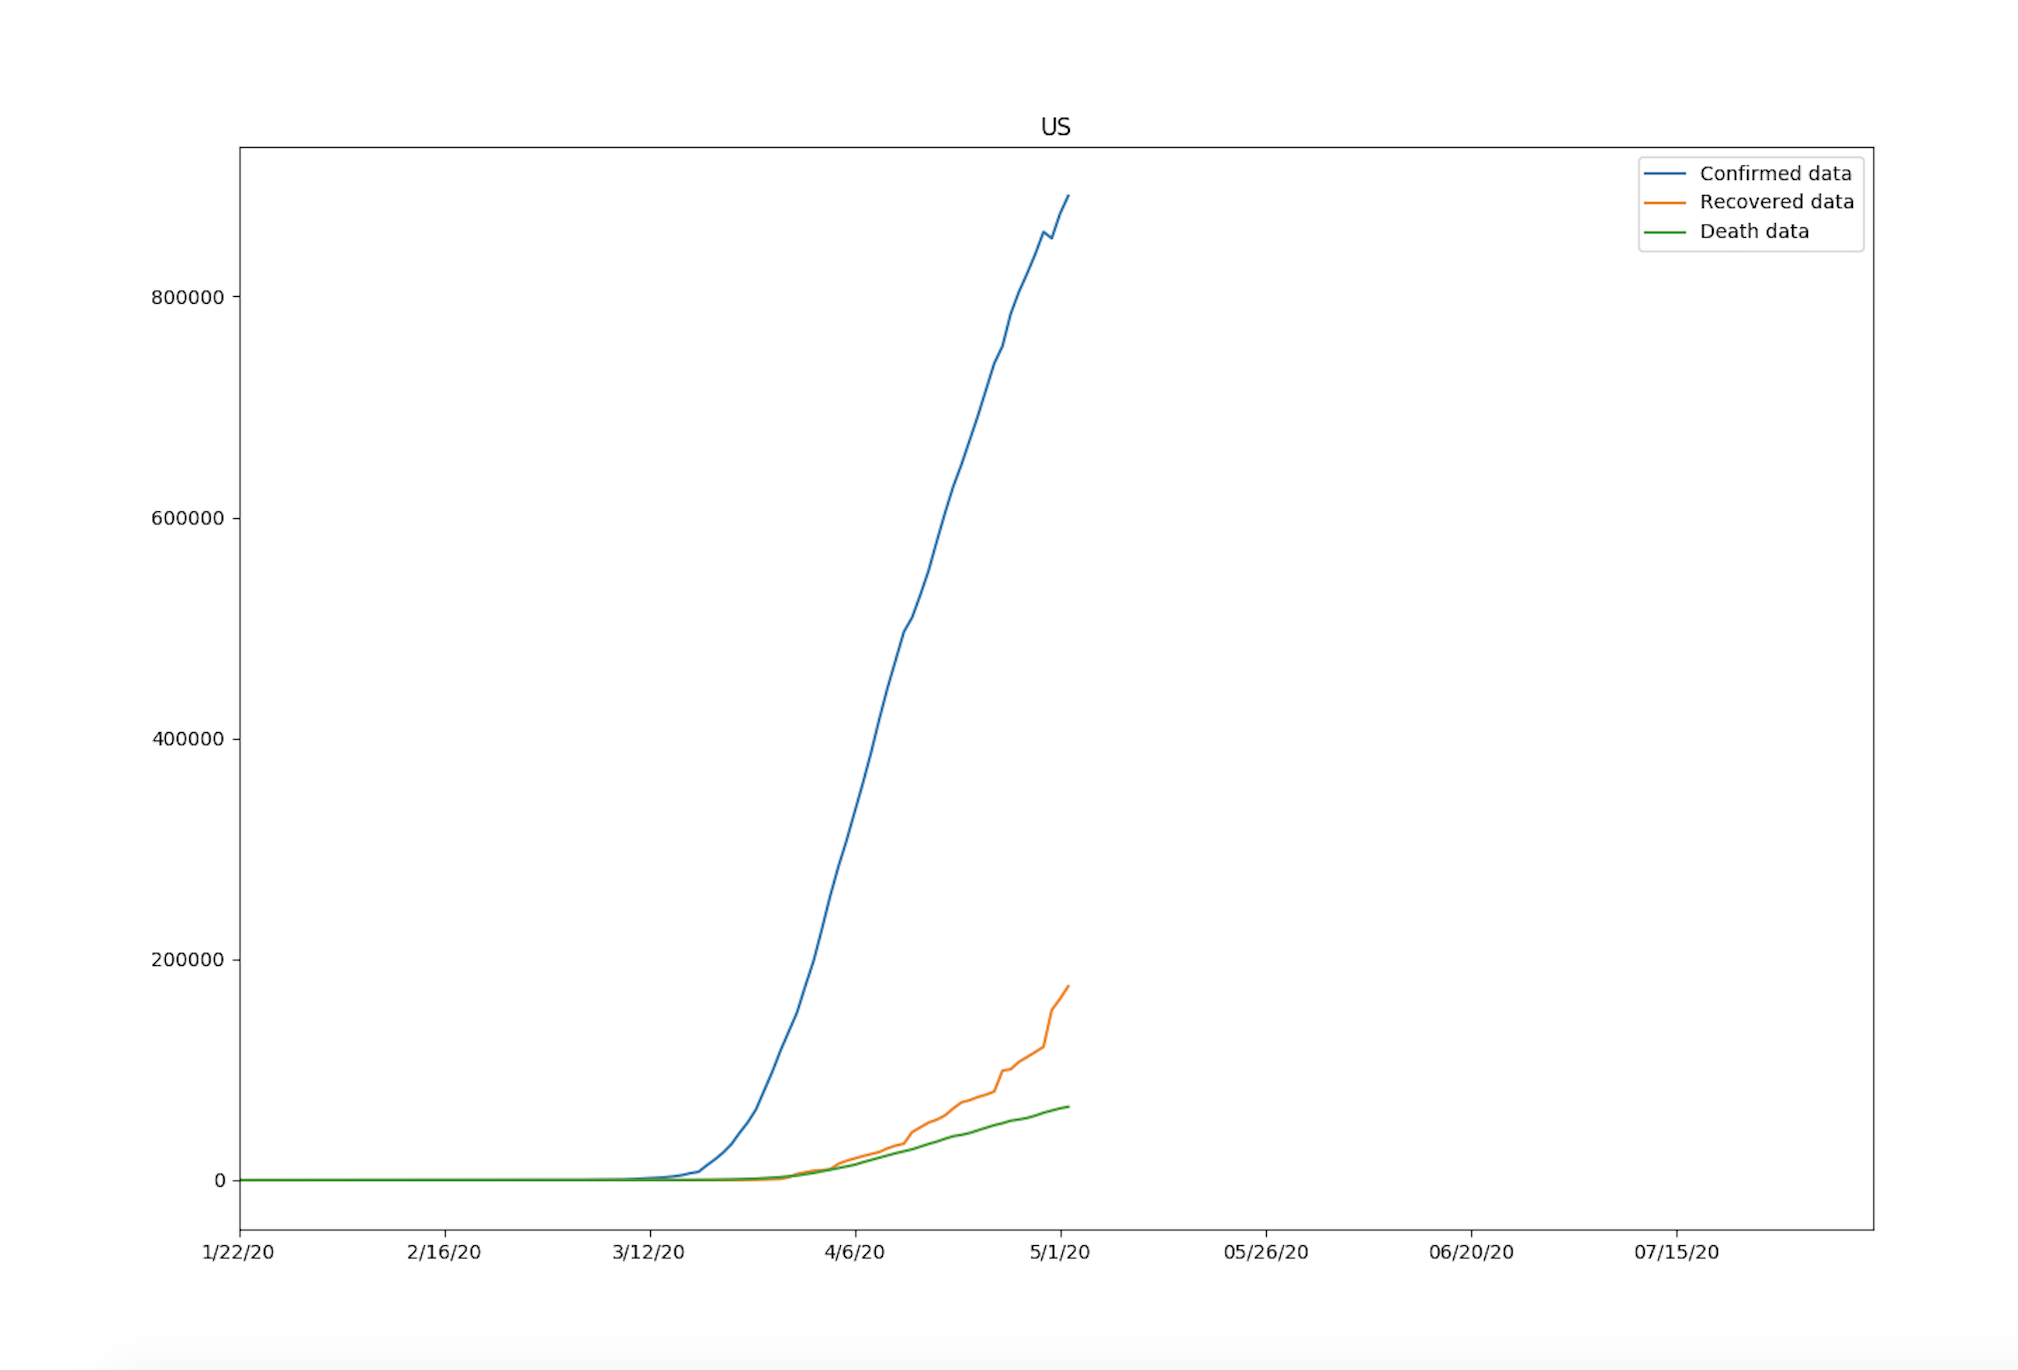 US
Confirmed data
Recovered data
Death data
800000
600000
400000
200000
0
1/22/20 2/16/20 3/12/20 4/6/20 5/1/20 05/26/20 06/20/20 07/15/20